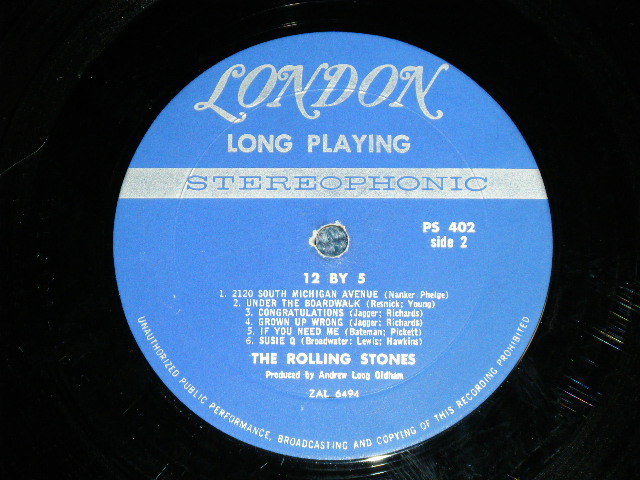 LONDON
LONG PLAYING
STEREOPHONIC
PS 402
side 2
12 BY 5
1. 2120 SOUTH MICHIGAN AVENUE (Nanker Phelge)
2. UNDER THE BOARDWALK (Resnick; Young)
3. CONGRATULATIONS (Jagger; Richards)
4. GROWN UP WRONG (Jagger; Richards)
5. IF YOU NEED ME (Bateman; Pickett)
6. SUSIE Q (Broadwater; Lewis; Hawkins)
THE ROLLING STONES
Produced by Andrew Loog Oldham
ZAL 6494
UNAUTHORIZED PUBLIC PERFORMANCE, BROADCASTING AND COPYING OF THIS RECORDING PROHIBITED